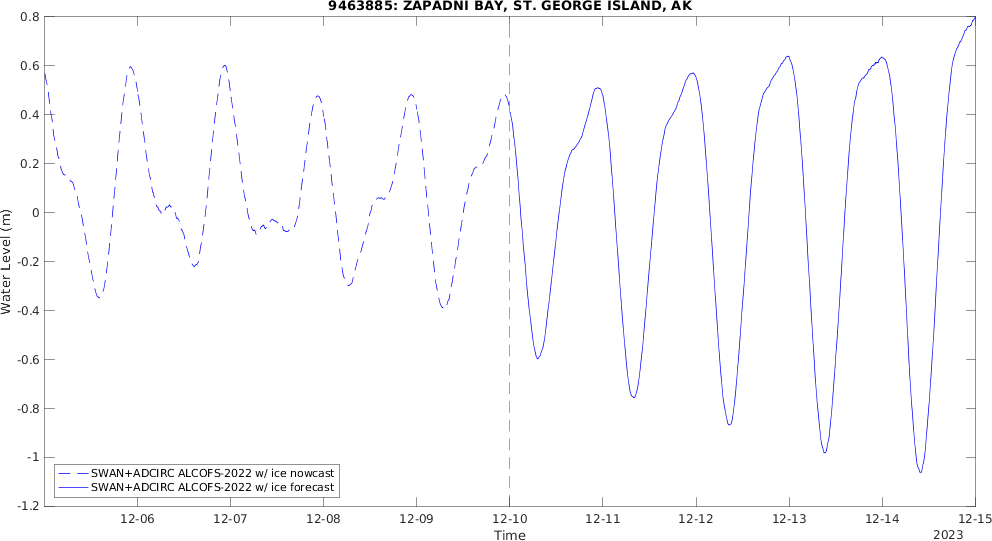 9463885: ZAPADNI BAY, ST. GEORGE ISLAND, AK
0.8
0.6
0.4
0.2
0
-0.2
-0.4
-0.6
-0.8
-1
-1.2
Water Level (m)
SWAN+ADCIRC ALCOFS-2022 w/ ice nowcast
SWAN+ADCIRC ALCOFS-2022 w/ ice forecast
12-06 12-07 12-08 12-09 12-10 12-11 12-12 12-13 12-14 12-15
Time
2023